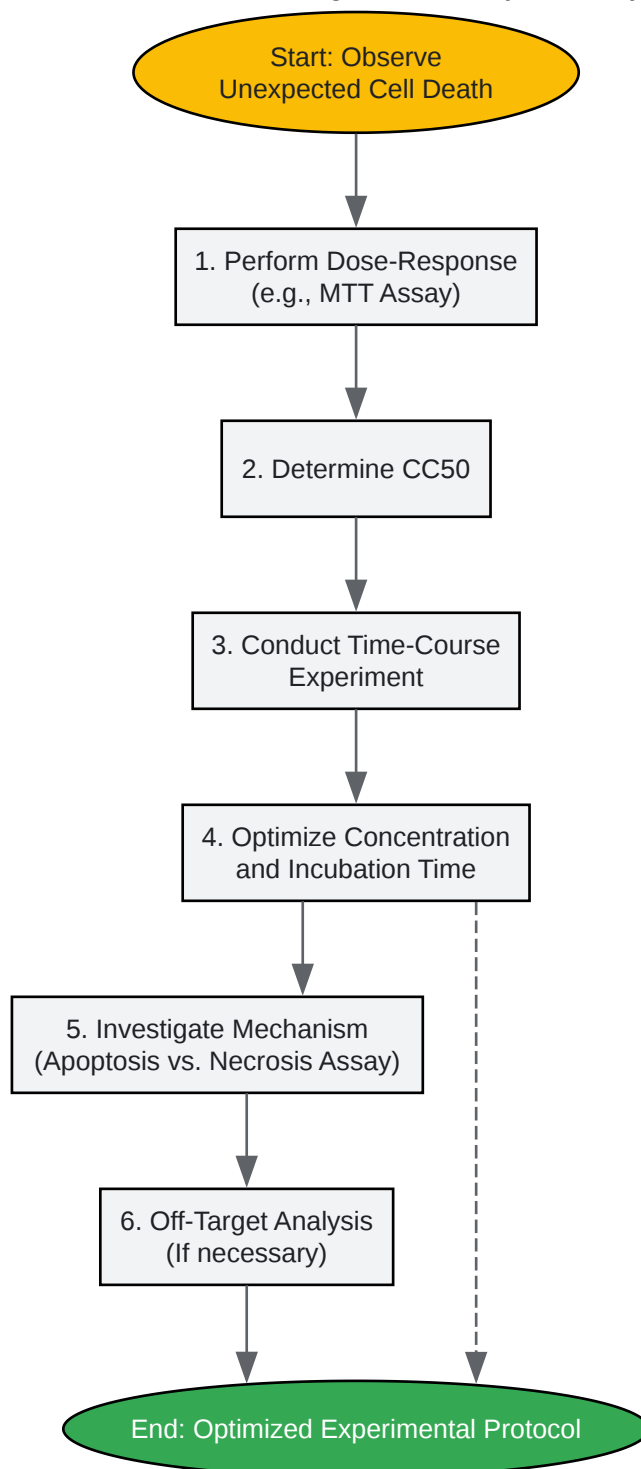 Start: Observe
Unexpected Cell Death
1. Perform Dose-Response
(e.g., MTT Assay)
2. Determine CC50
3. Conduct Time-Course
Experiment
4. Optimize Concentration
and Incubation Time
5. Investigate Mechanism
(Apoptosis vs. Necrosis Assay)
6. Off-Target Analysis
(If necessary)
End: Optimized Experimental Protocol